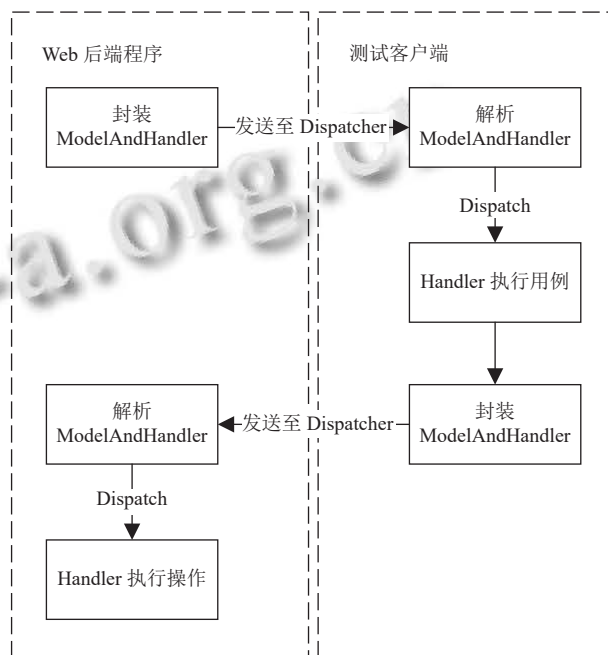 Web 后端程序
测试客户端
封装
ModelAndHandler
发送至 Dispatcher
解析
ModelAndHandler
Dispatch
Handler 执行用例
封装
ModelAndHandler
发送至 Dispatcher
解析
ModelAndHandler
Dispatch
Handler 执行操作
a.org.c